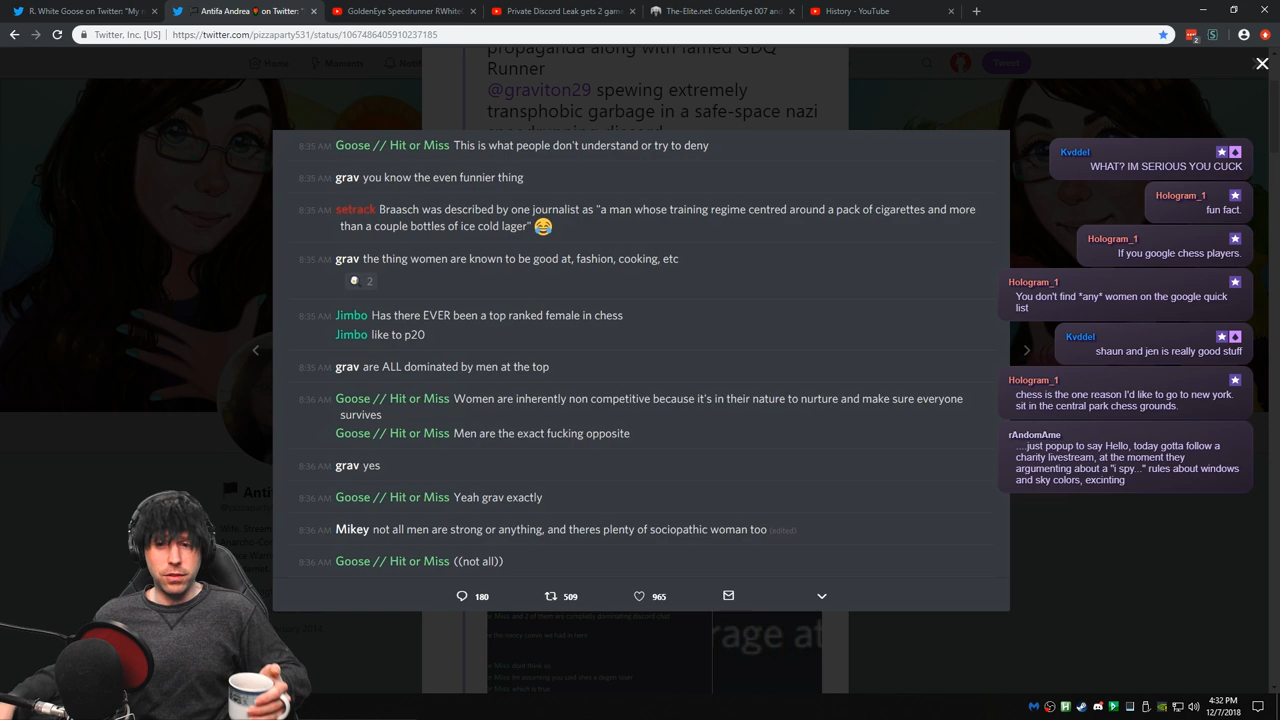 R. White Goose on Twitter: "My n
Antifa Andrea
on Twitter: "
GoldenEye Speedrunner RWhite
Private Discord Leak gets 2 game
The-Elite.net: GoldenEye 007 and
History - YouTube
Twitter, Inc. [US]
https://twitter.com/pizzaparty531/status/1067486405910237185
Home
Moments
Notifi
Tweet
propaganda along with famed GDQ
Runner
@graviton29 spewing extremely
transphobic garbage in a safe-space nazi
speedrunning discord
8:35 AM Goose // Hit or Miss This is what people don't understand or try to deny
8:35 AM grav you know the even funnier thing
8:35 AM setrack Braasch was described by one journalist as "a man whose training regime centred around a pack of cigarettes and more
than a couple bottles of ice cold lager" 😂
8:35 AM grav the thing women are known to be good at, fashion, cooking, etc
2
8:35 AM Jimbo Has there EVER been a top ranked female in chess
Jimbo like to p20
8:35 AM grav are ALL dominated by men at the top
8:36 AM Goose // Hit or Miss Women are inherently non competitive because it's in their nature to nurture and make sure everyone
survives
Goose // Hit or Miss Men are the exact fucking opposite
8:36 AM grav yes
8:36 AM Goose // Hit or Miss Yeah grav exactly
8:36 AM Mikey not all men are strong or anything, and theres plenty of sociopathic woman too (edited)
8:36 AM Goose // Hit or Miss ((not all))
180
509
965
Kvddel
WHAT? IM SERIOUS YOU CUCK
Hologram_1
fun fact.
Hologram_1
If you google chess players.
Hologram_1
You don't find *any* women on the google quick
list
Kvddel
shaun and jen is really good stuff
Hologram_1
chess is the one reason I'd like to go to new york.
sit in the central park chess grounds.
rAndomAme
....just popup to say Hello, today gotta follow a
charity livestream, at the moment they
argumenting about a "i spy..." rules about windows
and sky colors, excinting
Anti
rage at
4:32 PM
12/7/2018